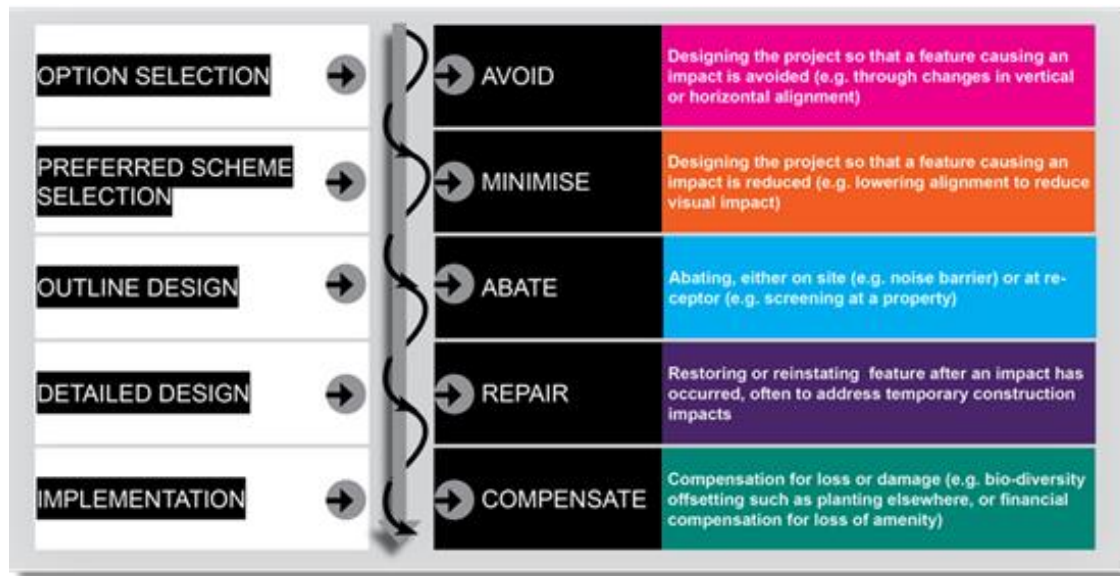 OPTION SELECTION
AVOID
Designing the project so that a feature causing an
impact is avoided (e.g. through changes in vertical
or horizontal alignment)
PREFERRED SCHEME
SELECTION
MINIMISE
Designing the project so that a feature causing an
impact is reduced (e.g. lowering alignment to reduce
visual impact)
OUTLINE DESIGN
ABATE
Abating, either on site (e.g. noise barrier) or at re-
ceptor (e.g. screening at a property)
DETAILED DESIGN
REPAIR
Restoring or reinstating feature after an impact has
occurred, often to address temporary construction
impacts
IMPLEMENTATION
COMPENSATE
Compensation for loss or damage (e.g. bio-diversity
offsetting such as planting elsewhere, or financial
compensation for loss of amenity)